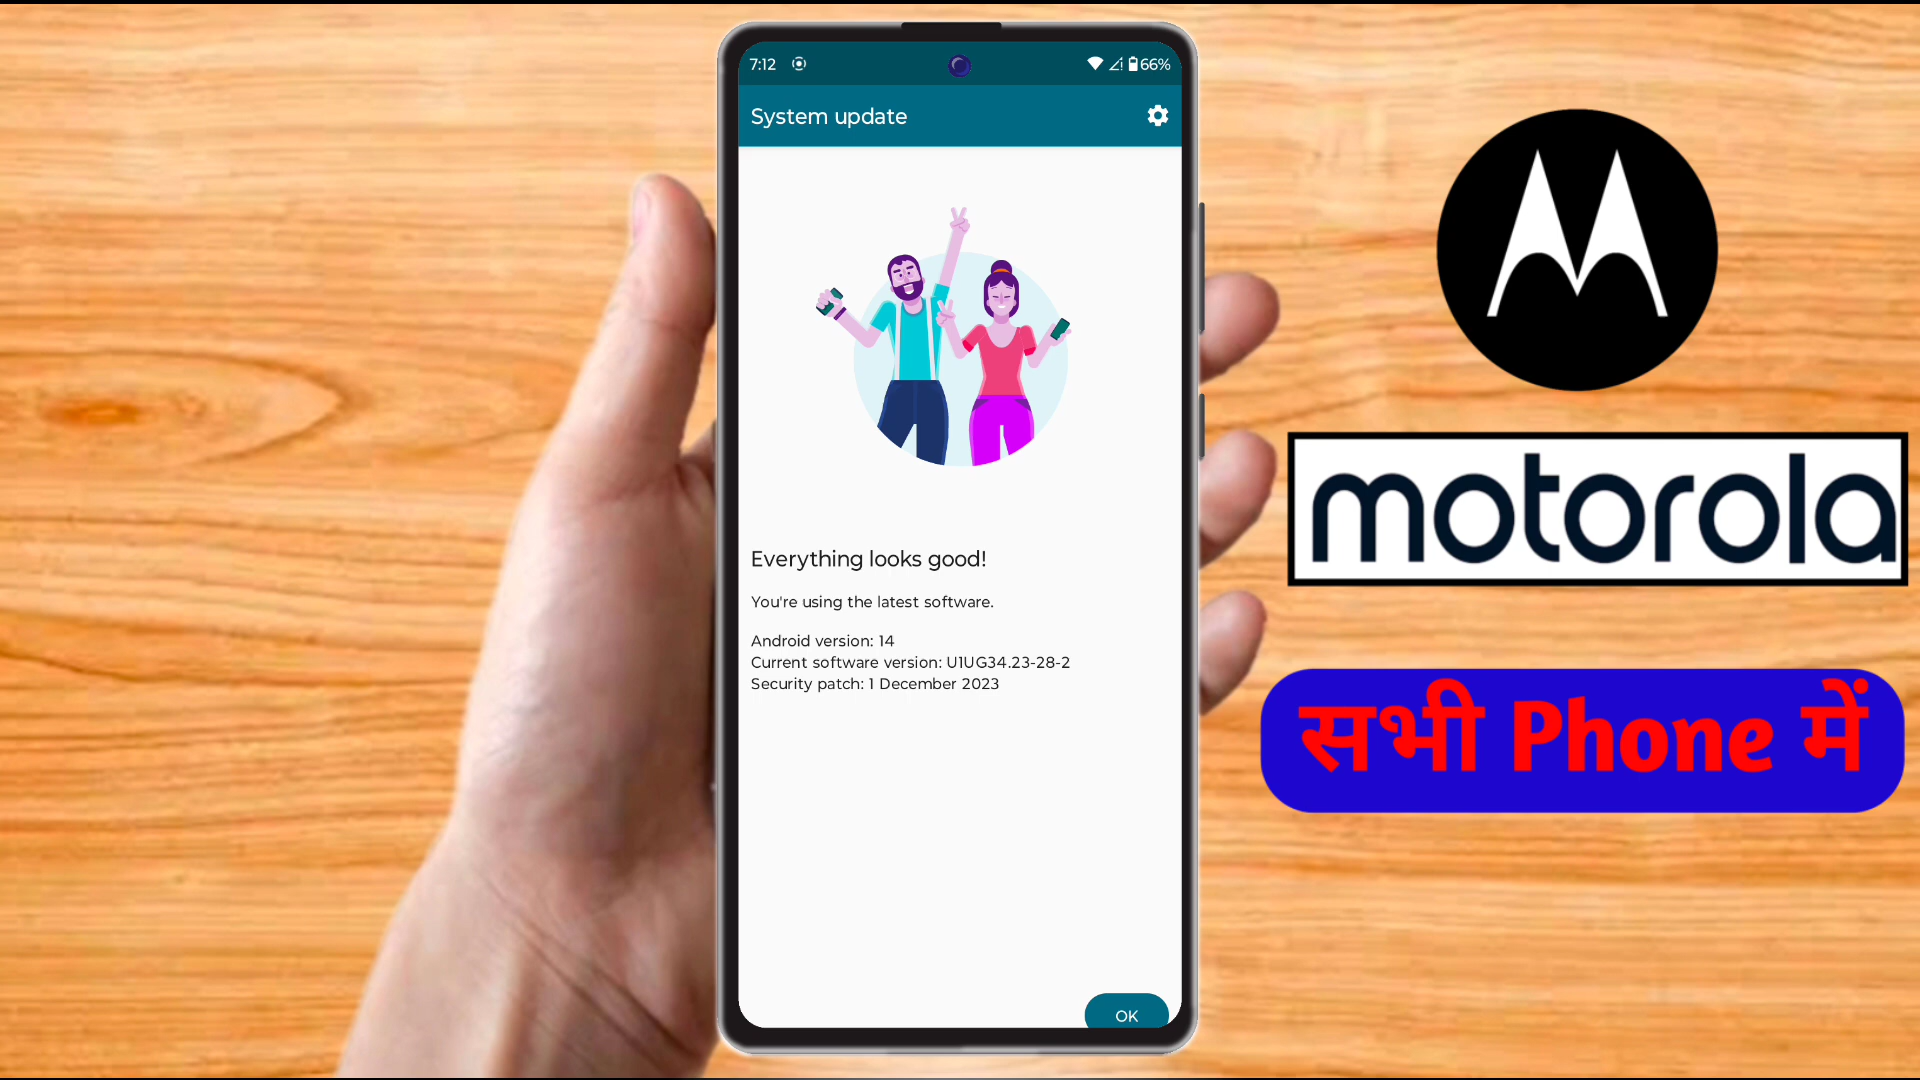 7:12
66%
System update
Everything looks good!
You're using the latest software.
Android version: 14
Current software version: U1UG34.23-28-2
Security patch: 1 December 2023
OK
motorola
सभी Phone में